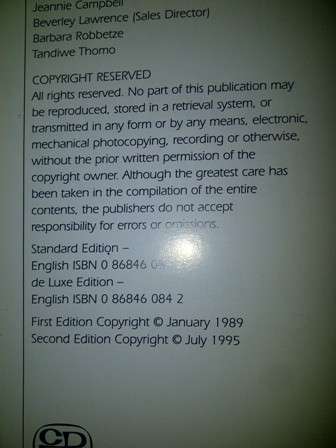 Jeannie Campbell
Beverley Lawrence (Sales Director)
Barbara Robbetze
Tandiwe Thomo
COPYRIGHT RESERVED
All rights reserved. No part of this publication may
be reproduced, stored in a retrieval system, or
transmitted in any form or by any means, electronic,
mechanical photocopying, recording or otherwise,
without the prior written permission of the
copyright owner. Although the greatest care has
been taken in the compilation of the entire
contents, the publishers do not accept
responsibility for errors or omissions.
Standard Edition –
English ISBN 0 86846
de Luxe Edition –
English ISBN 0 86846 084 2
First Edition Copyright © January 1989
Second Edition Copyright © July 1995
CD